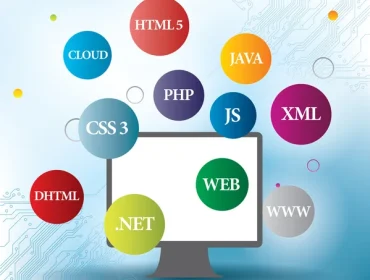 HTML 5
CLOUD
JAVA
PHP
JS
XML
CSS 3
WEB
DHTML
.NET
WWW